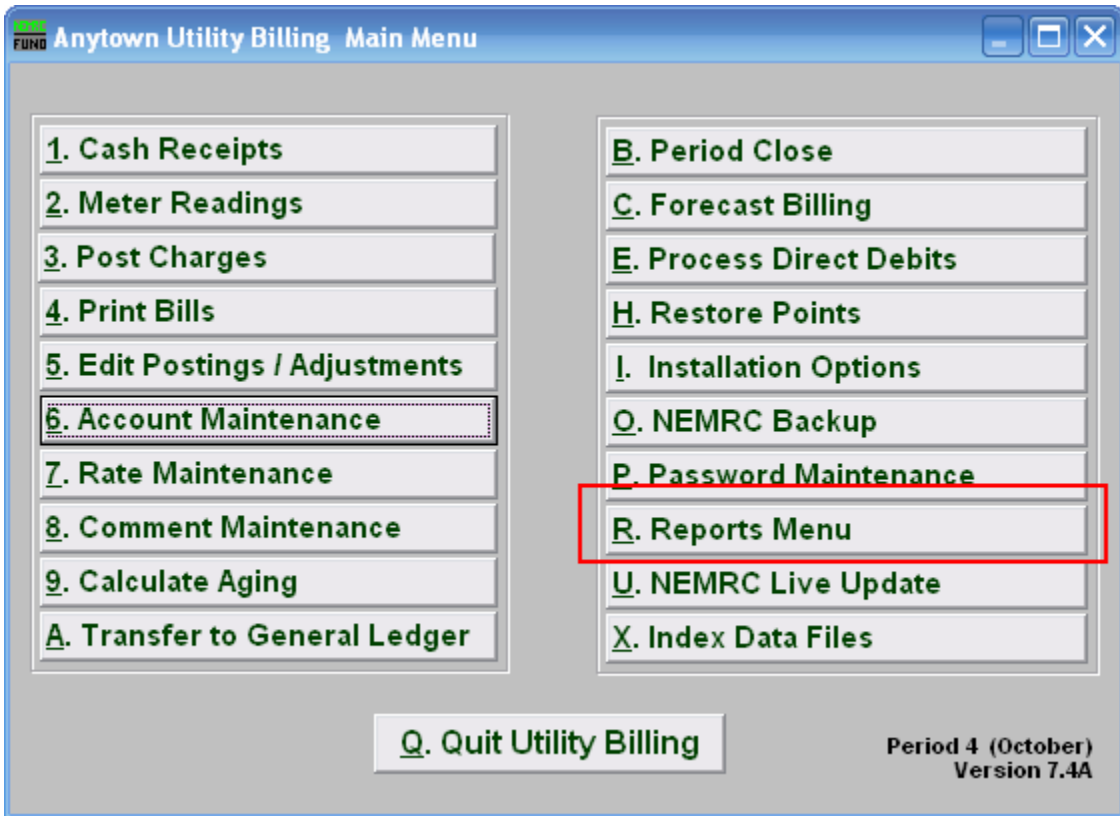 NEMRC
FUND Anytown Utility Billing  Main Menu
1. Cash Receipts
2. Meter Readings
3. Post Charges
4. Print Bills
5. Edit Postings / Adjustments
6. Account Maintenance
7. Rate Maintenance
8. Comment Maintenance
9. Calculate Aging
A. Transfer to General Ledger
B. Period Close
C. Forecast Billing
E. Process Direct Debits
H. Restore Points
I. Installation Options
O. NEMRC Backup
P. Password Maintenance
R. Reports Menu
U. NEMRC Live Update
X. Index Data Files
Q. Quit Utility Billing
Period 4 (October)
Version 7.4A